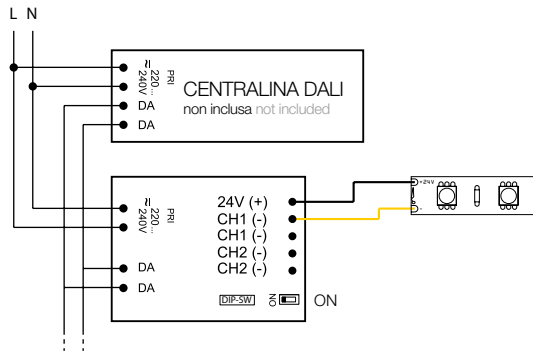 L N
≂ 220... 240V
PRI
DA
DA
CENTRALINA DALI
non inclusa not included
≂ 220... 240V
PRI
DA
DA
24V (+)
CH1 (-)
CH1 (-)
CH2 (-)
CH2 (-)
DIP-SW
ON
ON
+24V
-